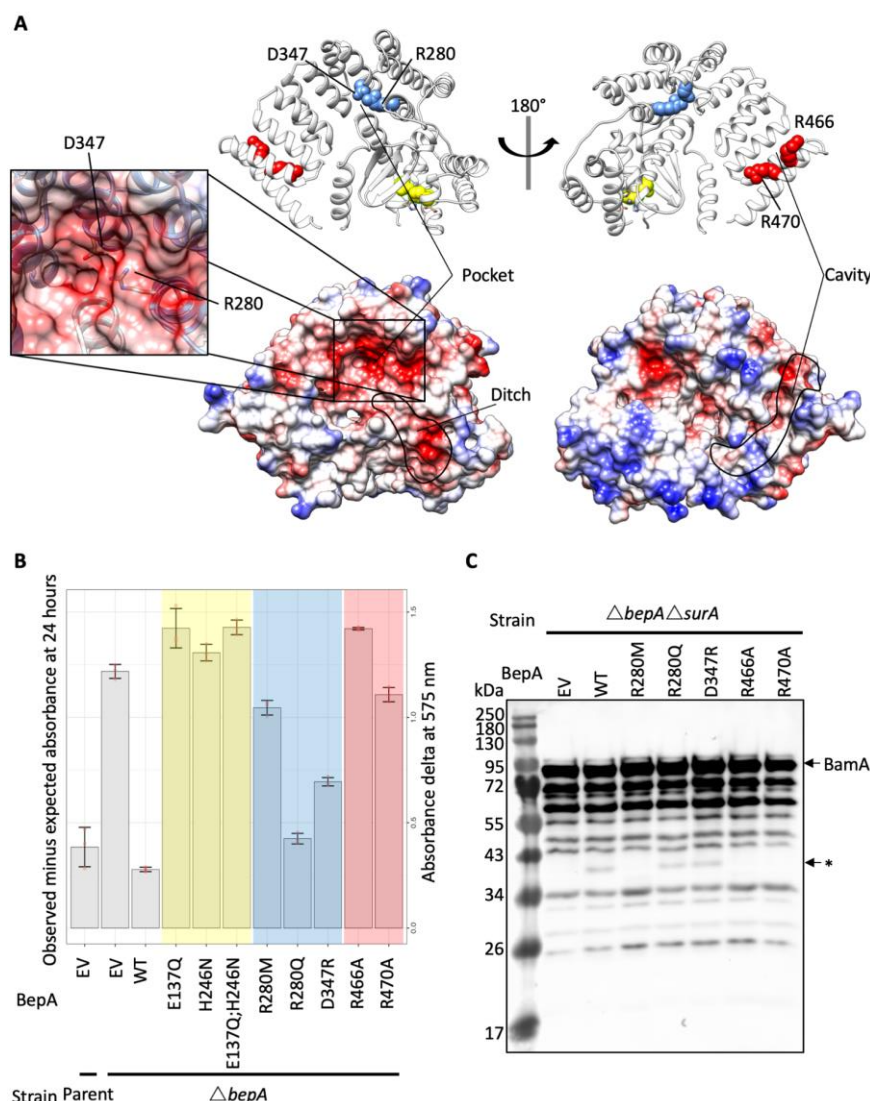 A
D347
R280
180°
R466
R470
D347
R280
Pocket
Cavity
Ditch
B
Observed minus expected absorbance at 24 hours
Absorbance delta at 575 nm
1.5
1.0
0.5
0.0
BepA
EV
EV
WT
E137Q
H246N
E137Q;H246N
R280M
R280Q
D347R
R466A
R470A
Strain Parent
△bepA
C
Strain
△bepA△surA
BepA
EV
WT
R280M
R280Q
D347R
R466A
R470A
kDa
250
180
130
95
72
55
43
34
26
17
BamA
*